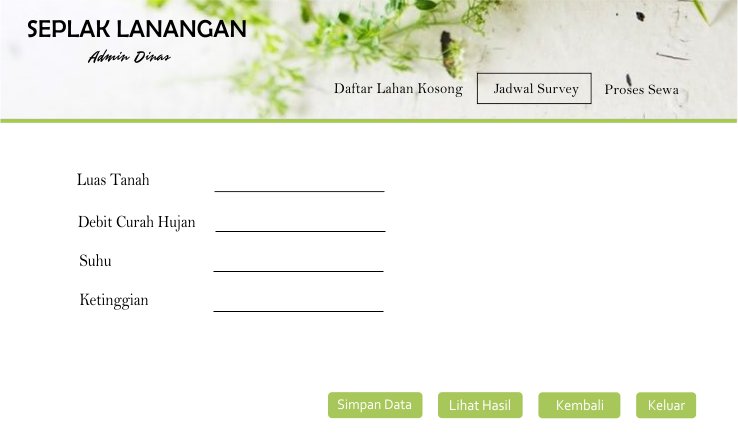 SEPLAK LANANGAN
Admin Dinas
Daftar Lahan Kosong Jadwal Survey Proses Sewa
Luas Tanah
Debit Curah Hujan
Suhu
Ketinggian
Simpan Data Lihat Hasil Kembali Keluar